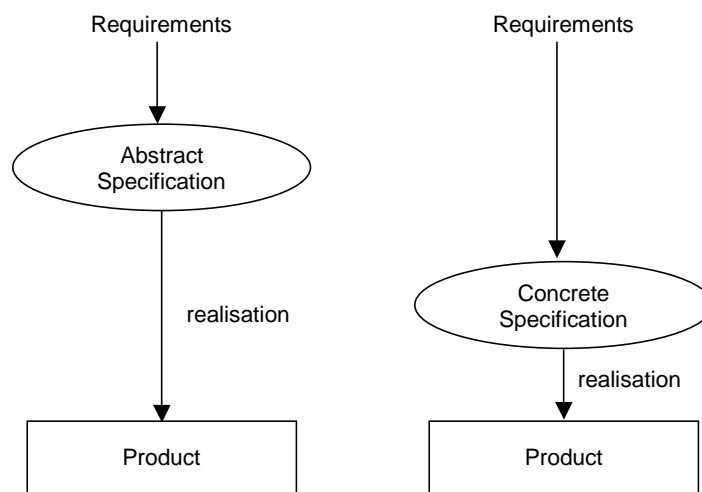 Requirements
Abstract
Specification
realisation
Product
Requirements
Concrete
Specification
realisation
Product